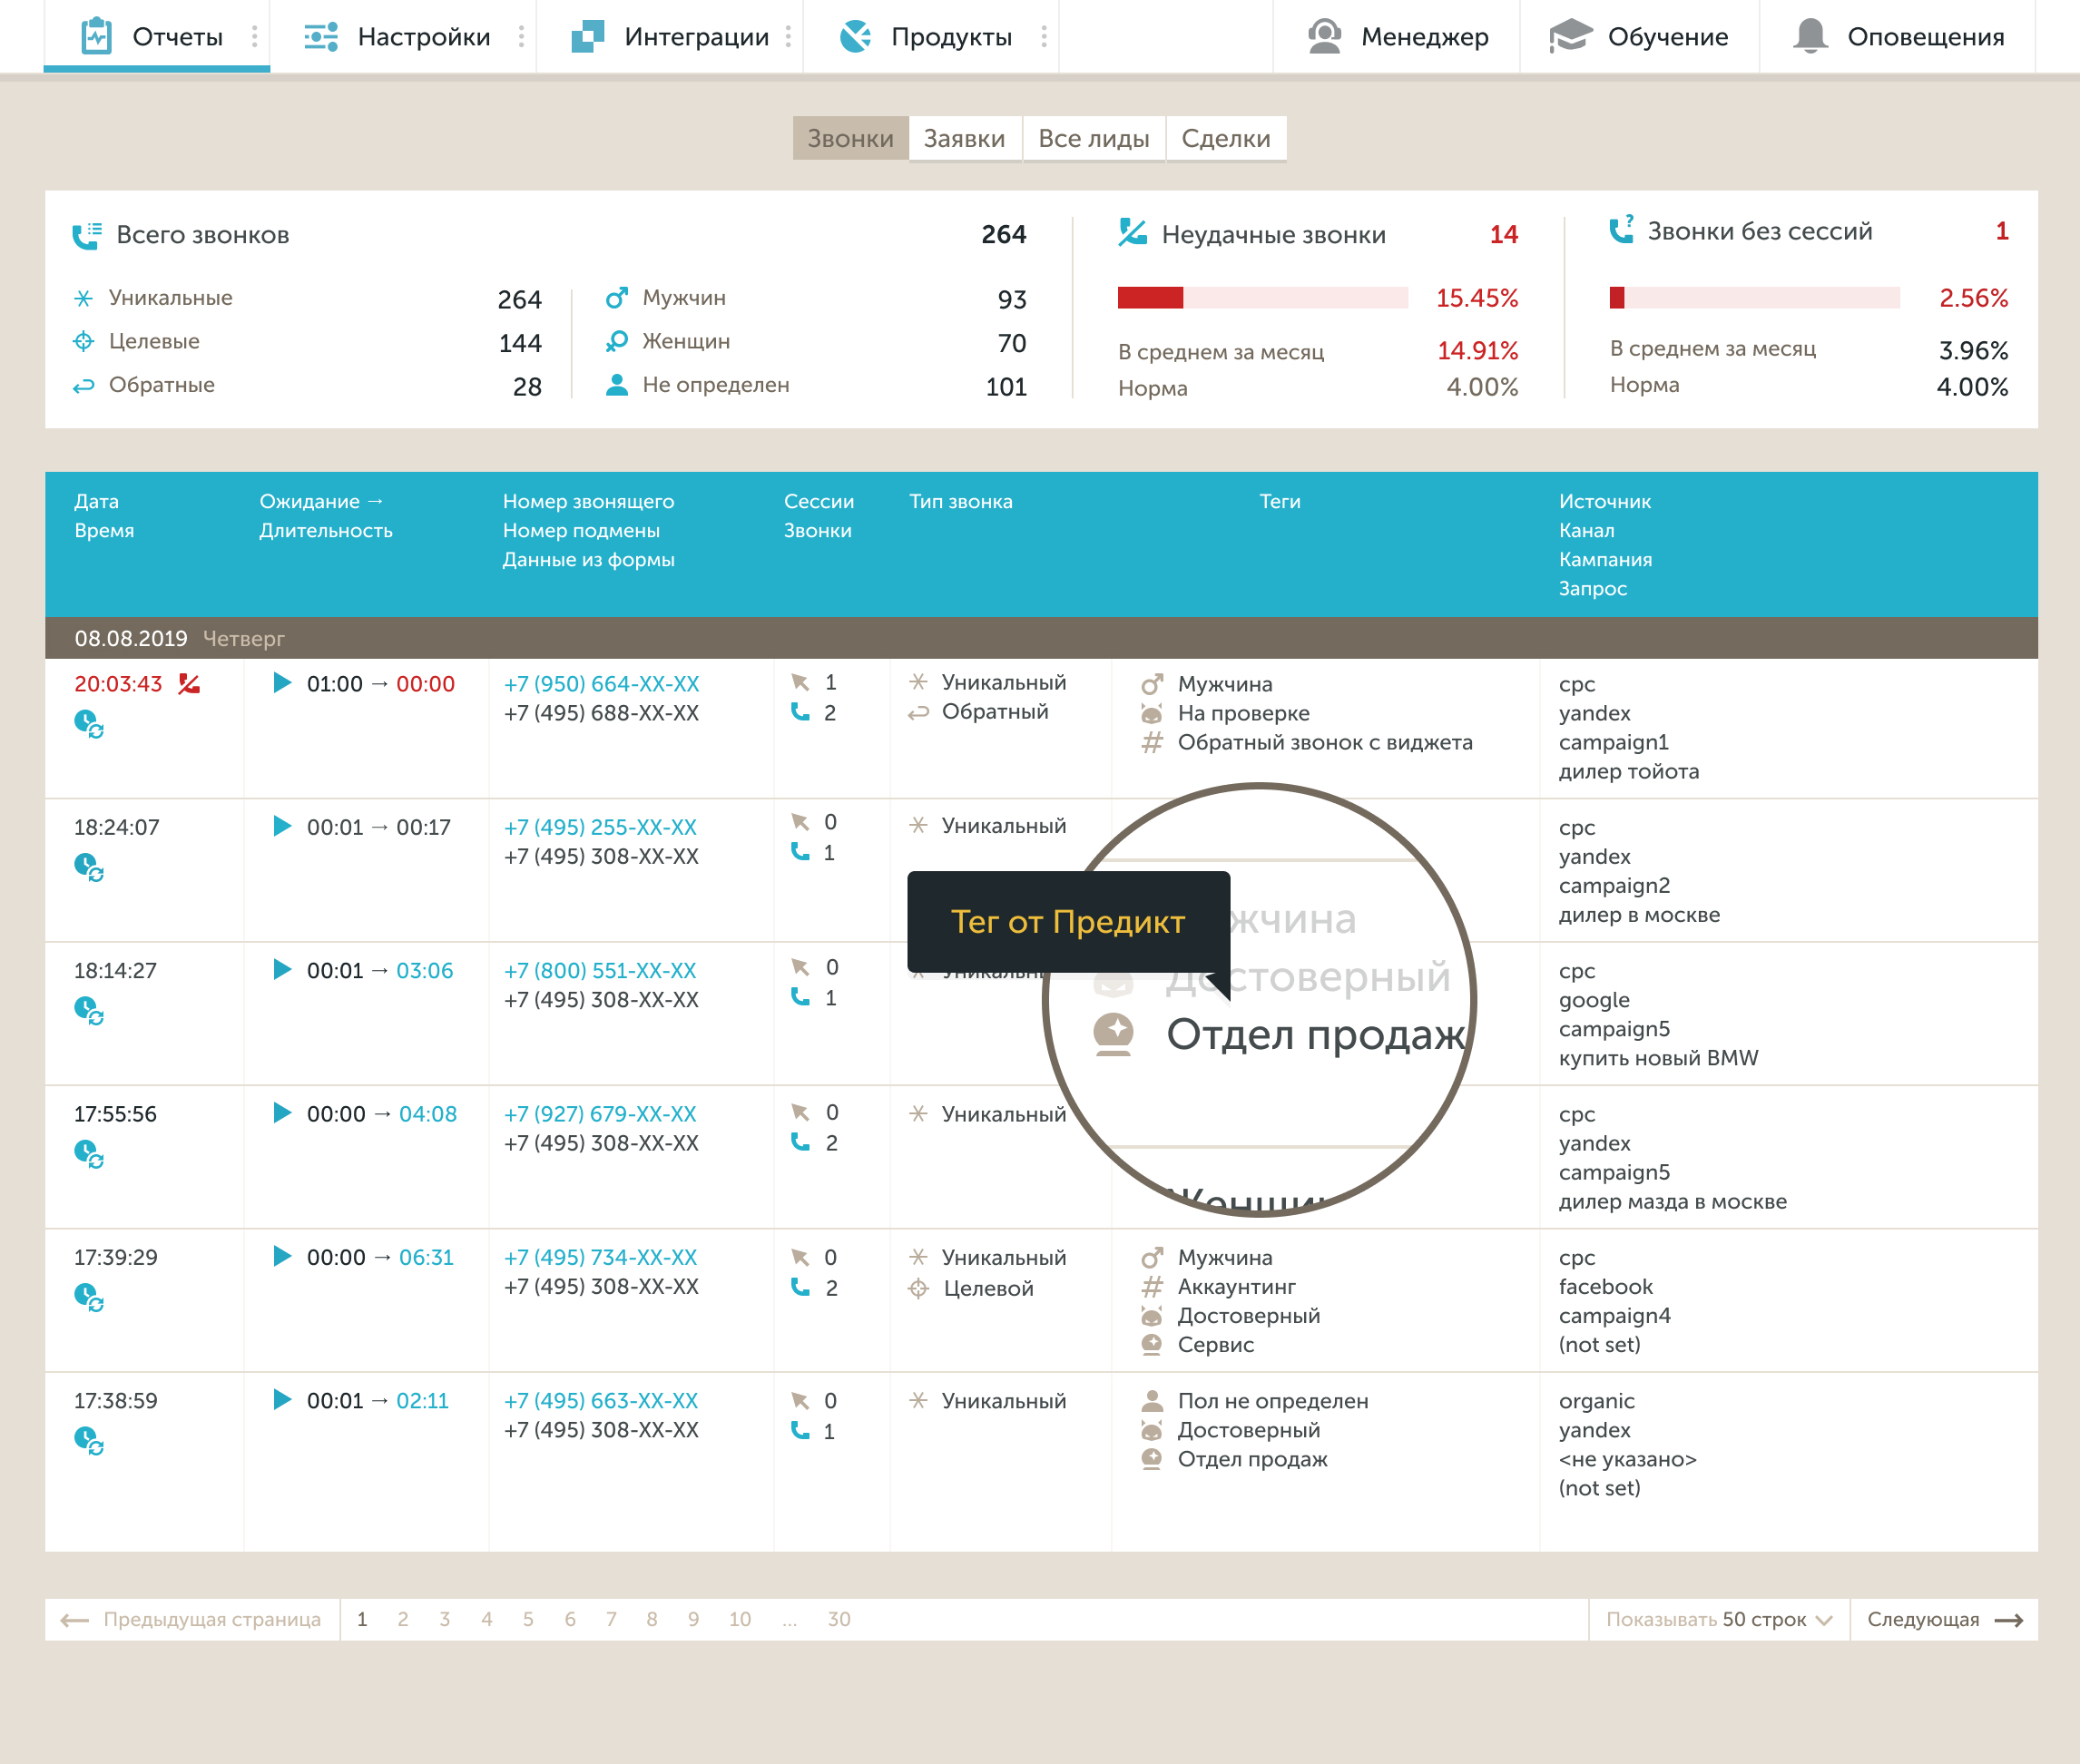 Отчеты
Настройки
Интеграции
Продукты
Менеджер
Обучение
Оповещения
Звонки
Заявки
Все лиды
Сделки
Всего звонков 264
Уникальные 264
Целевые 144
Обратные 28
Мужчин 93
Женщин 70
Не определен 101
Неудачные звонки 14
15.45%
В среднем за месяц 14.91%
Норма 4.00%
Звонки без сессий 1
2.56%
В среднем за месяц 3.96%
Норма 4.00%
Дата
Время
Ожидание →
Длительность
Номер звонящего
Номер подмены
Данные из формы
Сессии
Звонки
Тип звонка
Теги
Источник
Канал
Кампания
Запрос
08.08.2019 Четверг
20:03:43
01:00 → 00:00
+7 (950) 664-XX-XX
+7 (495) 688-XX-XX
1
2
Уникальный
Обратный
Мужчина
На проверке
# Обратный звонок с виджета
cpc
yandex
campaign1
дилер тойота
18:24:07
00:01 → 00:17
+7 (495) 255-XX-XX
+7 (495) 308-XX-XX
0
1
Уникальный
cpc
yandex
campaign2
дилер в москве
Тег от Предикт
жчина
Достоверный
Отдел продаж
18:14:27
00:01 → 03:06
+7 (800) 551-XX-XX
+7 (495) 308-XX-XX
0
1
cpc
google
campaign5
купить новый BMW
17:55:56
00:00 → 04:08
+7 (927) 679-XX-XX
+7 (495) 308-XX-XX
0
2
Уникальный
cpc
yandex
campaign5
дилер мазда в москве
17:39:29
00:00 → 06:31
+7 (495) 734-XX-XX
+7 (495) 308-XX-XX
0
2
Уникальный
Целевой
Мужчина
# Аккаунтинг
Достоверный
Сервис
cpc
facebook
campaign4
(not set)
17:38:59
00:01 → 02:11
+7 (495) 663-XX-XX
+7 (495) 308-XX-XX
0
1
Уникальный
Пол не определен
Достоверный
Отдел продаж
organic
yandex
<не указано>
(not set)
← Предыдущая страница 1 2 3 4 5 6 7 8 9 10 ... 30 Показывать 50 строк Следующая →